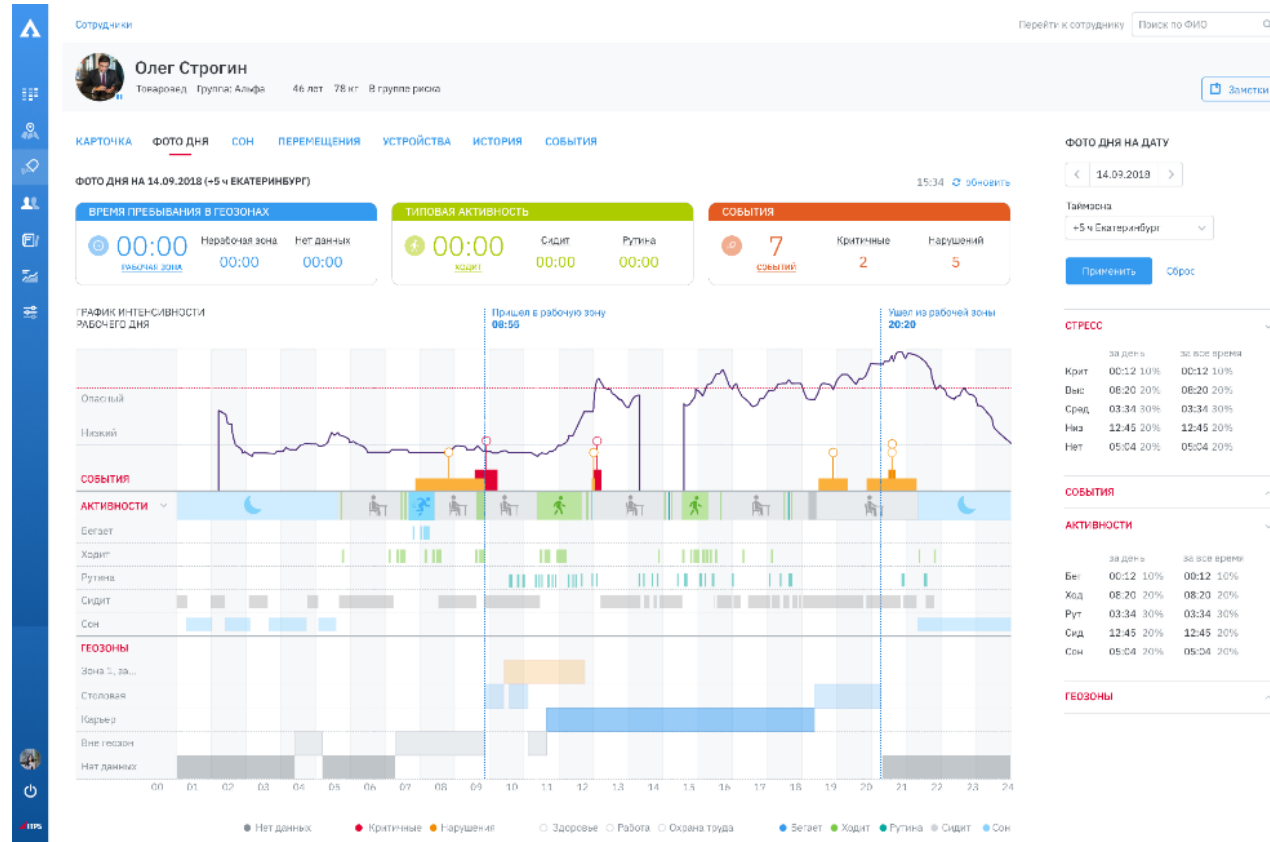 Сотрудники
Перейти к сотруднику
Поиск по ФИО
Олег Строгин
Товаровед Группа: Альфа 46 лет 78 кг В группе риска
Заметки
КАРТОЧКА ФОТО ДНЯ СОН ПЕРЕМЕЩЕНИЯ УСТРОЙСТВА ИСТОРИЯ СОБЫТИЯ
ФОТО ДНЯ НА 14.09.2018 (+5 ч ЕКАТЕРИНБУРГ)
15:34 обновить
ВРЕМЯ ПРЕБЫВАНИЯ В ГЕОЗОНАХ
00:00
РАБОЧАЯ ЗОНА
Нерабочая зона Нет данных
00:00 00:00
ТИПОВАЯ АКТИВНОСТЬ
00:00
ХОДИТ
Сидит Рутина
00:00 00:00
СОБЫТИЯ
7
СОБЫТИЙ
Критичные Нарушений
2 5
ГРАФИК ИНТЕНСИВНОСТИ
РАБОЧЕГО ДНЯ
Пришел в рабочую зону
08:56
Ушел из рабочей зоны
20:20
Опасный
Низкий
СОБЫТИЯ
АКТИВНОСТИ
Бегает
Ходит
Рутина
Сидит
Сон
ГЕОЗОНЫ
Зона 1, за...
Столовая
Карьер
Вне геозон
Нет данных
00 01 02 03 04 05 06 07 08 09 10 11 12 13 14 15 16 17 18 19 20 21 22 23 24
Нет данных Критичные Нарушения Здоровье Работа Охрана труда Бегает Ходит Рутина Сидит Сон
ФОТО ДНЯ НА ДАТУ
14.09.2018
Таймзона
+5 ч Екатеринбург
Применить Сброс
СТРЕСС
за день за все время
Крит 00:12 10% 00:12 10%
Выс 08:20 20% 08:20 20%
Сред 03:34 30% 03:34 30%
Низ 12:45 20% 12:45 20%
Нет 05:04 20% 05:04 20%
СОБЫТИЯ
АКТИВНОСТИ
за день за все время
Бег 00:12 10% 00:12 10%
Ход 08:20 20% 08:20 20%
Рут 03:34 30% 03:34 30%
Сид 12:45 20% 12:45 20%
Сон 05:04 20% 05:04 20%
ГЕОЗОНЫ
ITPS